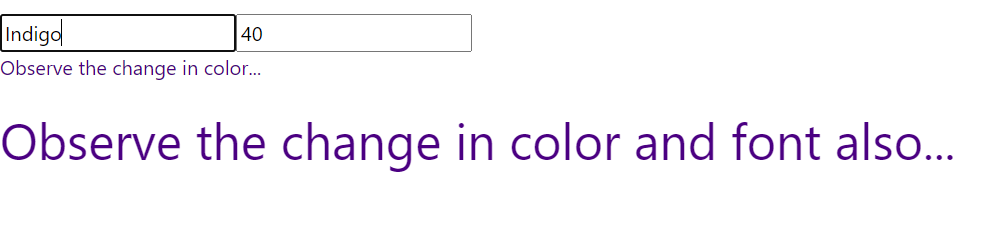 Indigo 40
Observe the change in color...
Observe the change in color and font also...